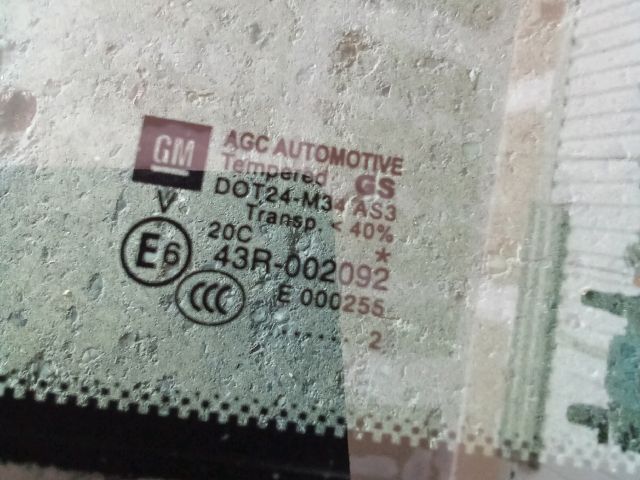 GM
AGC AUTOMOTIVE
Tempered GS
DOT24-M34 AS3
Transp. < 40%
V
20C *
E6
43R-002092
CCC
E 000255
...... 2